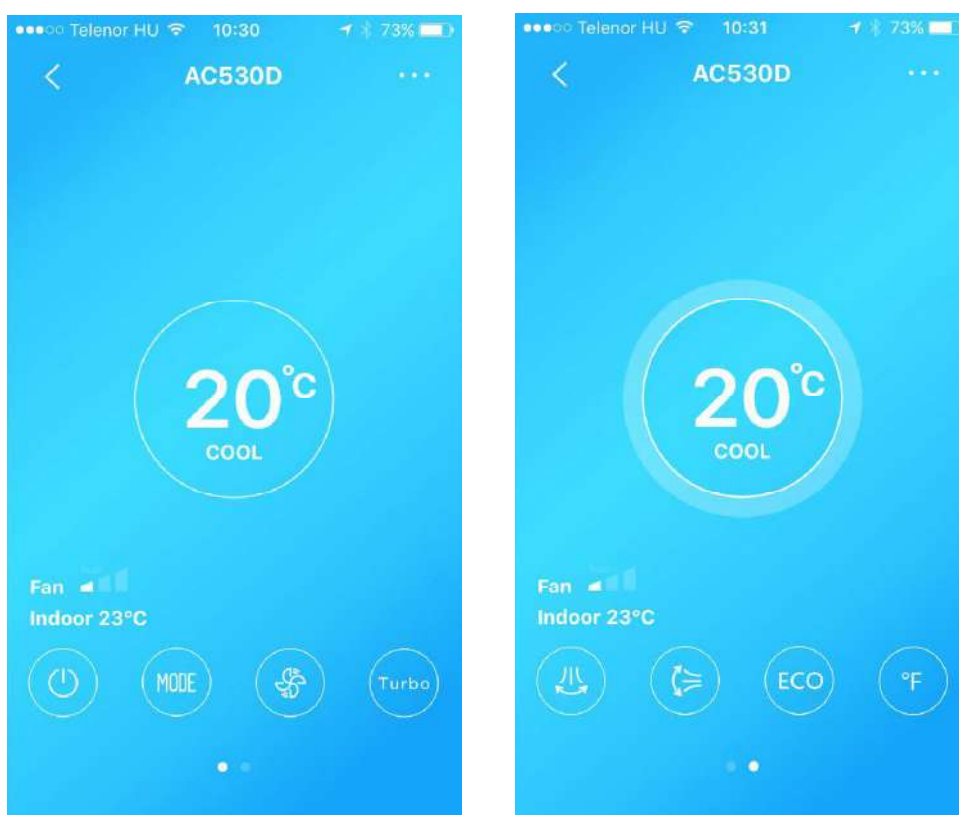 Telenor HU 10:30 73%
AC530D
20°C
COOL
Fan
Indoor 23°C
MODE
Turbo
Telenor HU 10:31 73%
AC530D
20°C
COOL
Fan
Indoor 23°C
ECO
°F